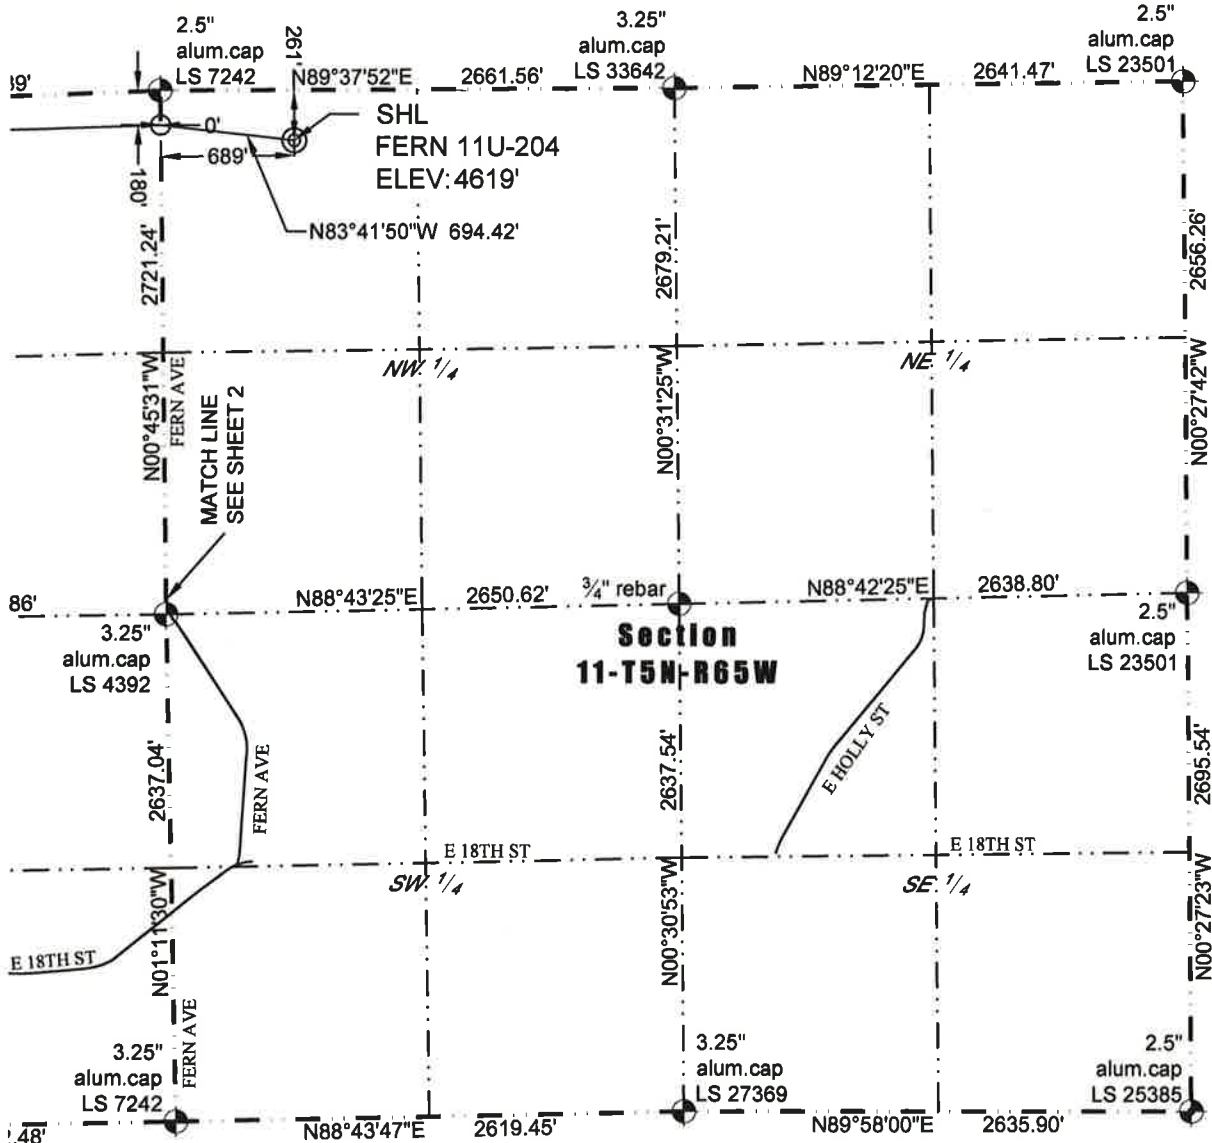 2.5"
alum.cap
LS 7242
261'
3.25"
alum.cap
LS 33642
2.5"
alum.cap
LS 23501
N89°37'52"E
2661.56'
N89°12'20"E
2641.47'
0'
689'
180'
SHL
FERN 11U-204
ELEV:4619'
N83°41'50"W 694.42'
2721.24'
N00°45'31"W
FERN AVE
2679.21'
N00°31'25"W
2656.26'
N00°27'42"W
NW 1/4
NE 1/4
MATCH LINE
SEE SHEET 2
86'
N88°43'25"E
2650.62'
3/4" rebar
N88°42'25"E
2638.80'
3.25"
alum.cap
LS 4392
Section
11-T5N-R65W
2.5"
alum.cap
LS 23501
2637.04'
N01°11'30"W
FERN AVE
2637.54'
N00°30'53"W
E HOLLY ST
2695.54'
N00°27'23"W
E 18TH ST
E 18TH ST
SW 1/4
SE 1/4
E 18TH ST
FERN AVE
3.25"
alum.cap
LS 7242
3.25"
alum.cap
LS 27369
2.5"
alum.cap
LS 25385
.48'
N88°43'47"E
2619.45'
N89°58'00"E
2635.90'